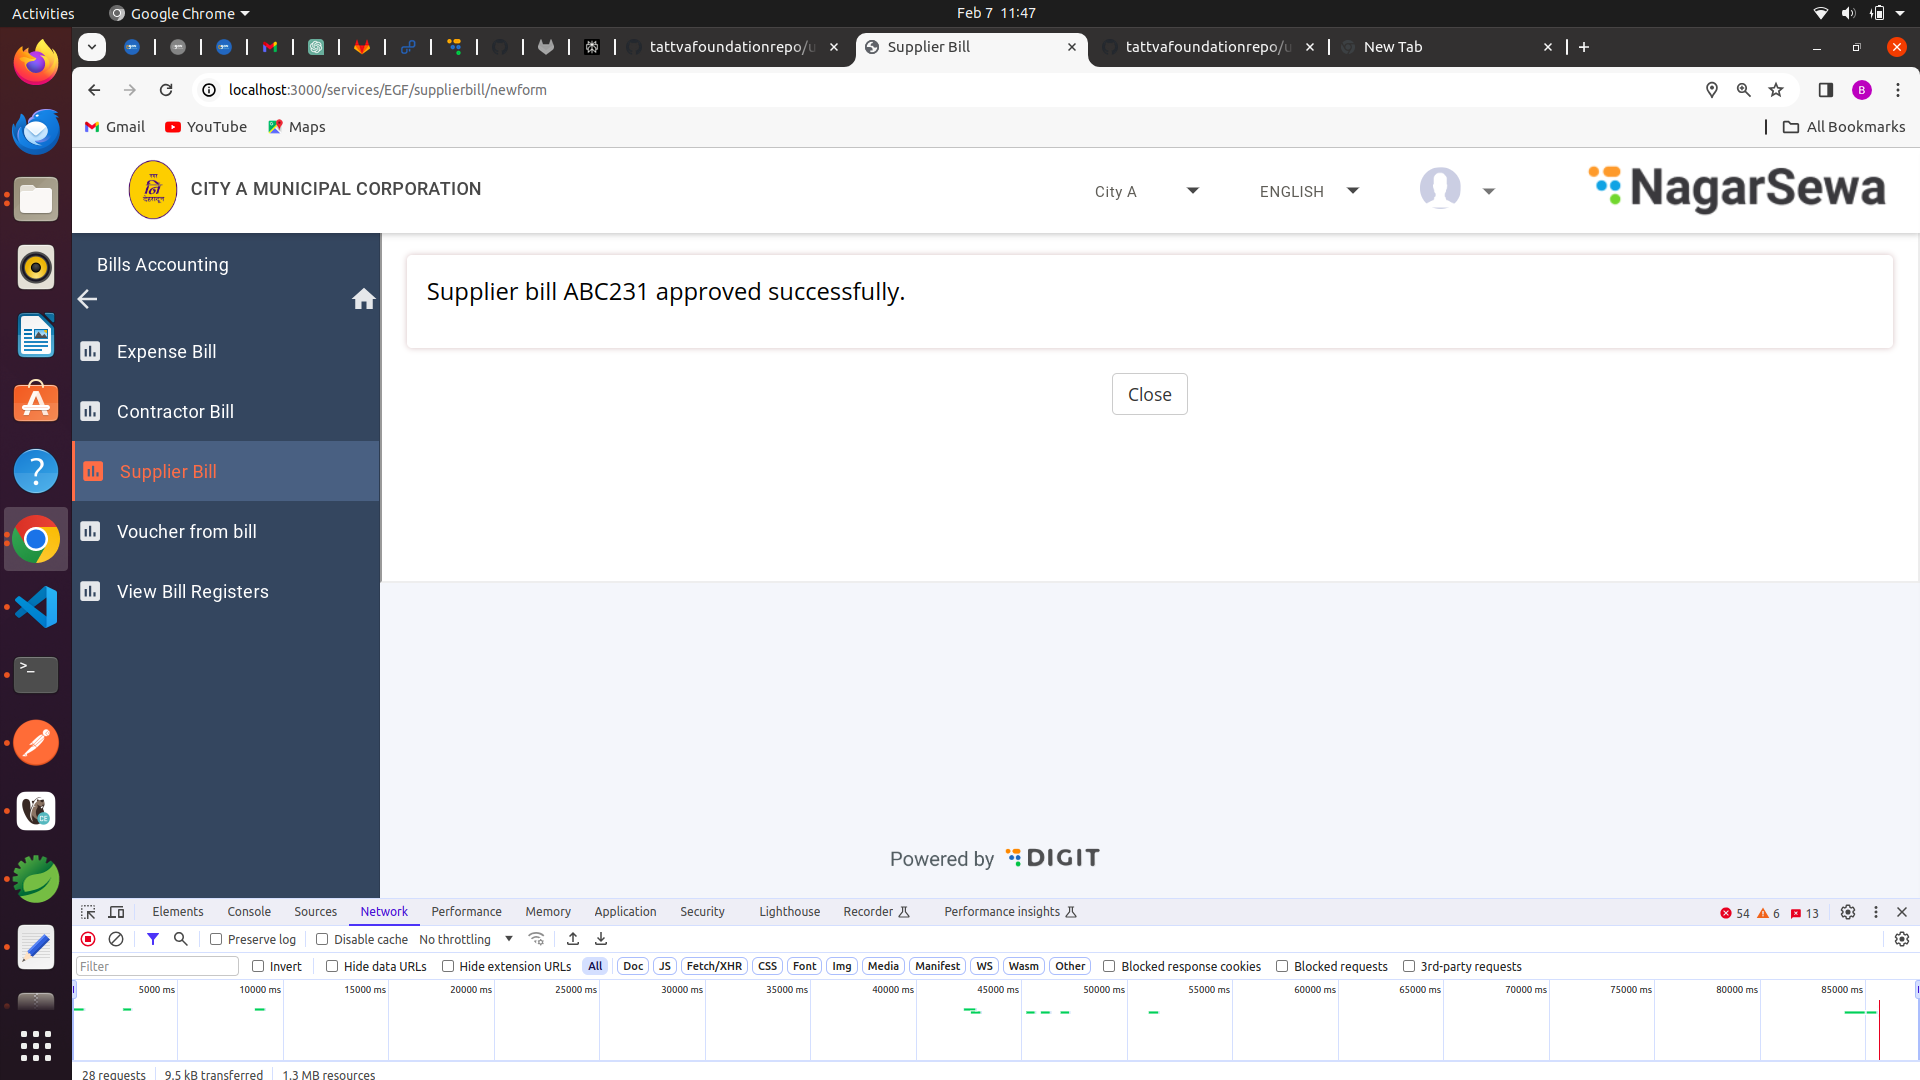 Activities
Google Chrome
Feb 7 11:47
tattvafoundationrepo/u
Supplier Bill
tattvafoundationrepo/u
New Tab
localhost:3000/services/EGF/supplierbill/newform
B
Gmail
YouTube
Maps
All Bookmarks
CITY A MUNICIPAL CORPORATION
City A
ENGLISH
NagarSewa
Bills Accounting
Expense Bill
Contractor Bill
Supplier Bill
Voucher from bill
View Bill Registers
Supplier bill ABC231 approved successfully.
Close
Powered by DIGIT
Elements Console Sources Network Performance Memory Application Security Lighthouse Recorder Performance insights 54 6 13
Preserve log Disable cache No throttling
Filter Invert Hide data URLs Hide extension URLs All Doc JS Fetch/XHR CSS Font Img Media Manifest WS Wasm Other Blocked response cookies Blocked requests 3rd-party requests
5000 ms 10000 ms 15000 ms 20000 ms 25000 ms 30000 ms 35000 ms 40000 ms 45000 ms 50000 ms 55000 ms 60000 ms 65000 ms 70000 ms 75000 ms 80000 ms 85000 ms
28 requests 9.5 kB transferred 1.3 MB resources